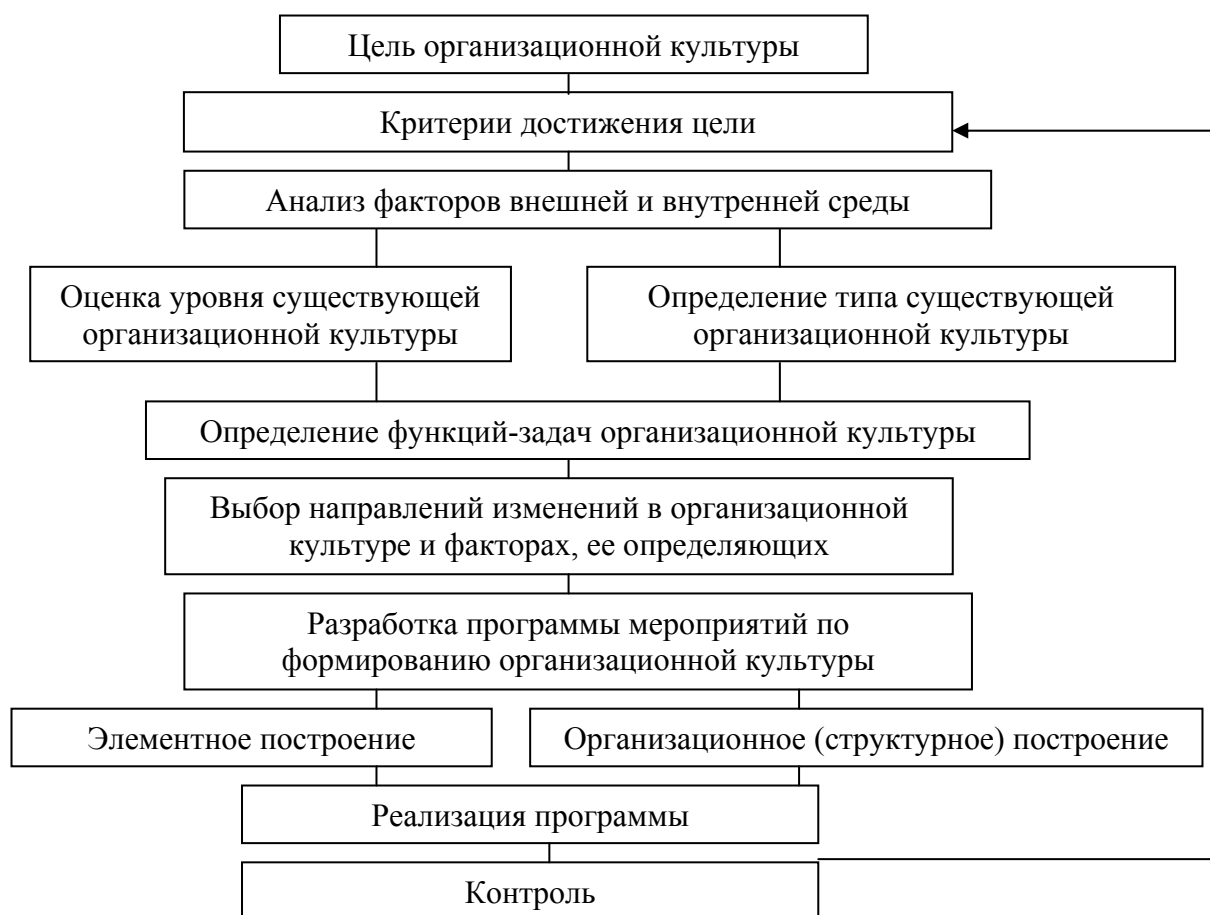 Цель организационной культуры
Критерии достижения цели
Анализ факторов внешней и внутренней среды
Оценка уровня существующей
организационной культуры
Определение типа существующей
организационной культуры
Определение функций-задач организационной культуры
Выбор направлений изменений в организационной
культуре и факторах, ее определяющих
Разработка программы мероприятий по
формированию организационной культуры
Элементное построение
Организационное (структурное) построение
Реализация программы
Контроль